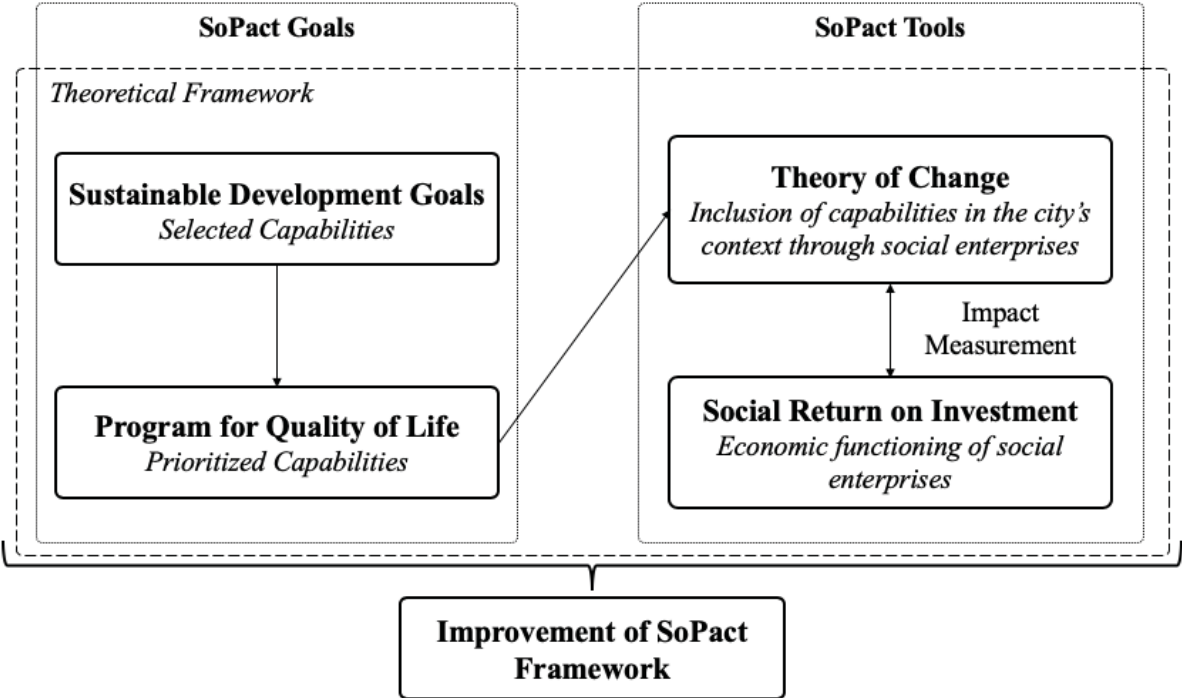 SoPact Goals
SoPact Tools
Theoretical Framework
Sustainable Development Goals
Selected Capabilities
Program for Quality of Life
Prioritized Capabilities
Theory of Change
Inclusion of capabilities in the city's
context through social enterprises
Impact
Measurement
Social Return on Investment
Economic functioning of social
enterprises
Improvement of SoPact
Framework